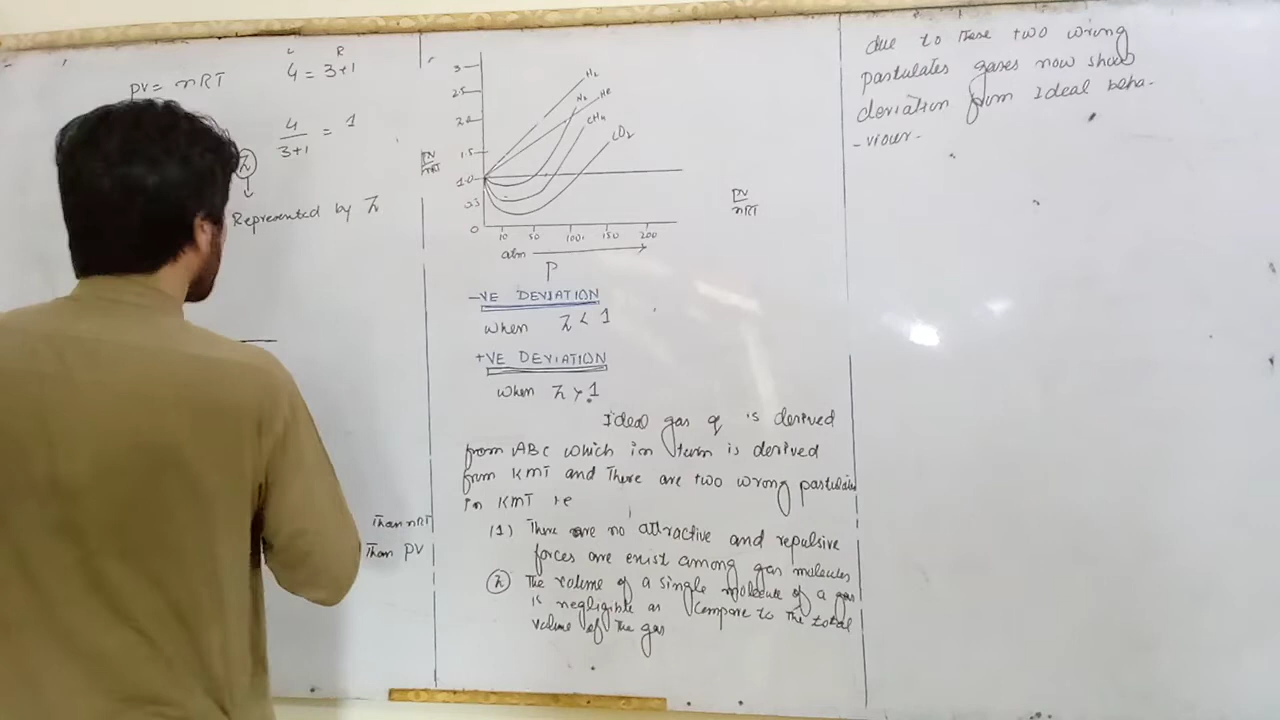 PV = nRT
L R
4 = 3+1
4 / 3+1 = 1
Z
Represented by Z
Than nRT
Than PV
3
2.5
2.0
1.5
1.0
0.5
0
PV/nRT
H2
N2
He
CH4
CO2
10 50 100 150 200
atm
P
PV/nRT
-VE DEVIATION
when Z < 1
+VE DEVIATION
when Z > 1
Ideal gas eq is derived
from ABC which in turn is derived
from KMT and There are two wrong pastulates
in KMT ie
(1) There are no attractive and repulsive
forces are exist among gas molecules
(2) The volume of a single molecule of a gas
is negligible as compare to the total
volume of the gas
due to these two wrong
pastulates gases now show
deviation from Ideal beha-
-viour.